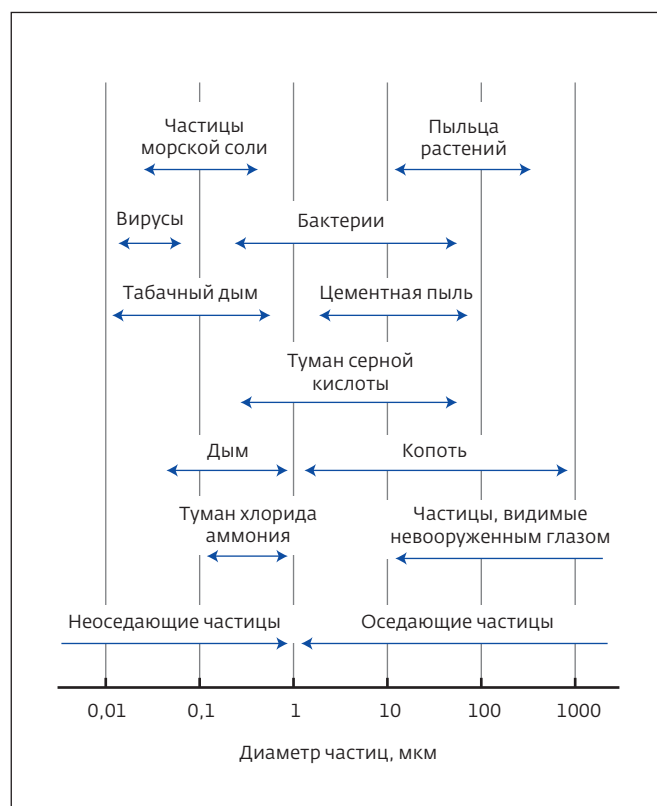 Частицы
морской соли
Пыльца
растений
Вирусы
Бактерии
Табачный дым
Цементная пыль
Туман серной
кислоты
Дым
Копоть
Туман хлорида
аммония
Частицы, видимые
невооруженным глазом
Неоседающие частицы
Оседающие частицы
0,01 0,1 1 10 100 1000
Диаметр частиц, мкм